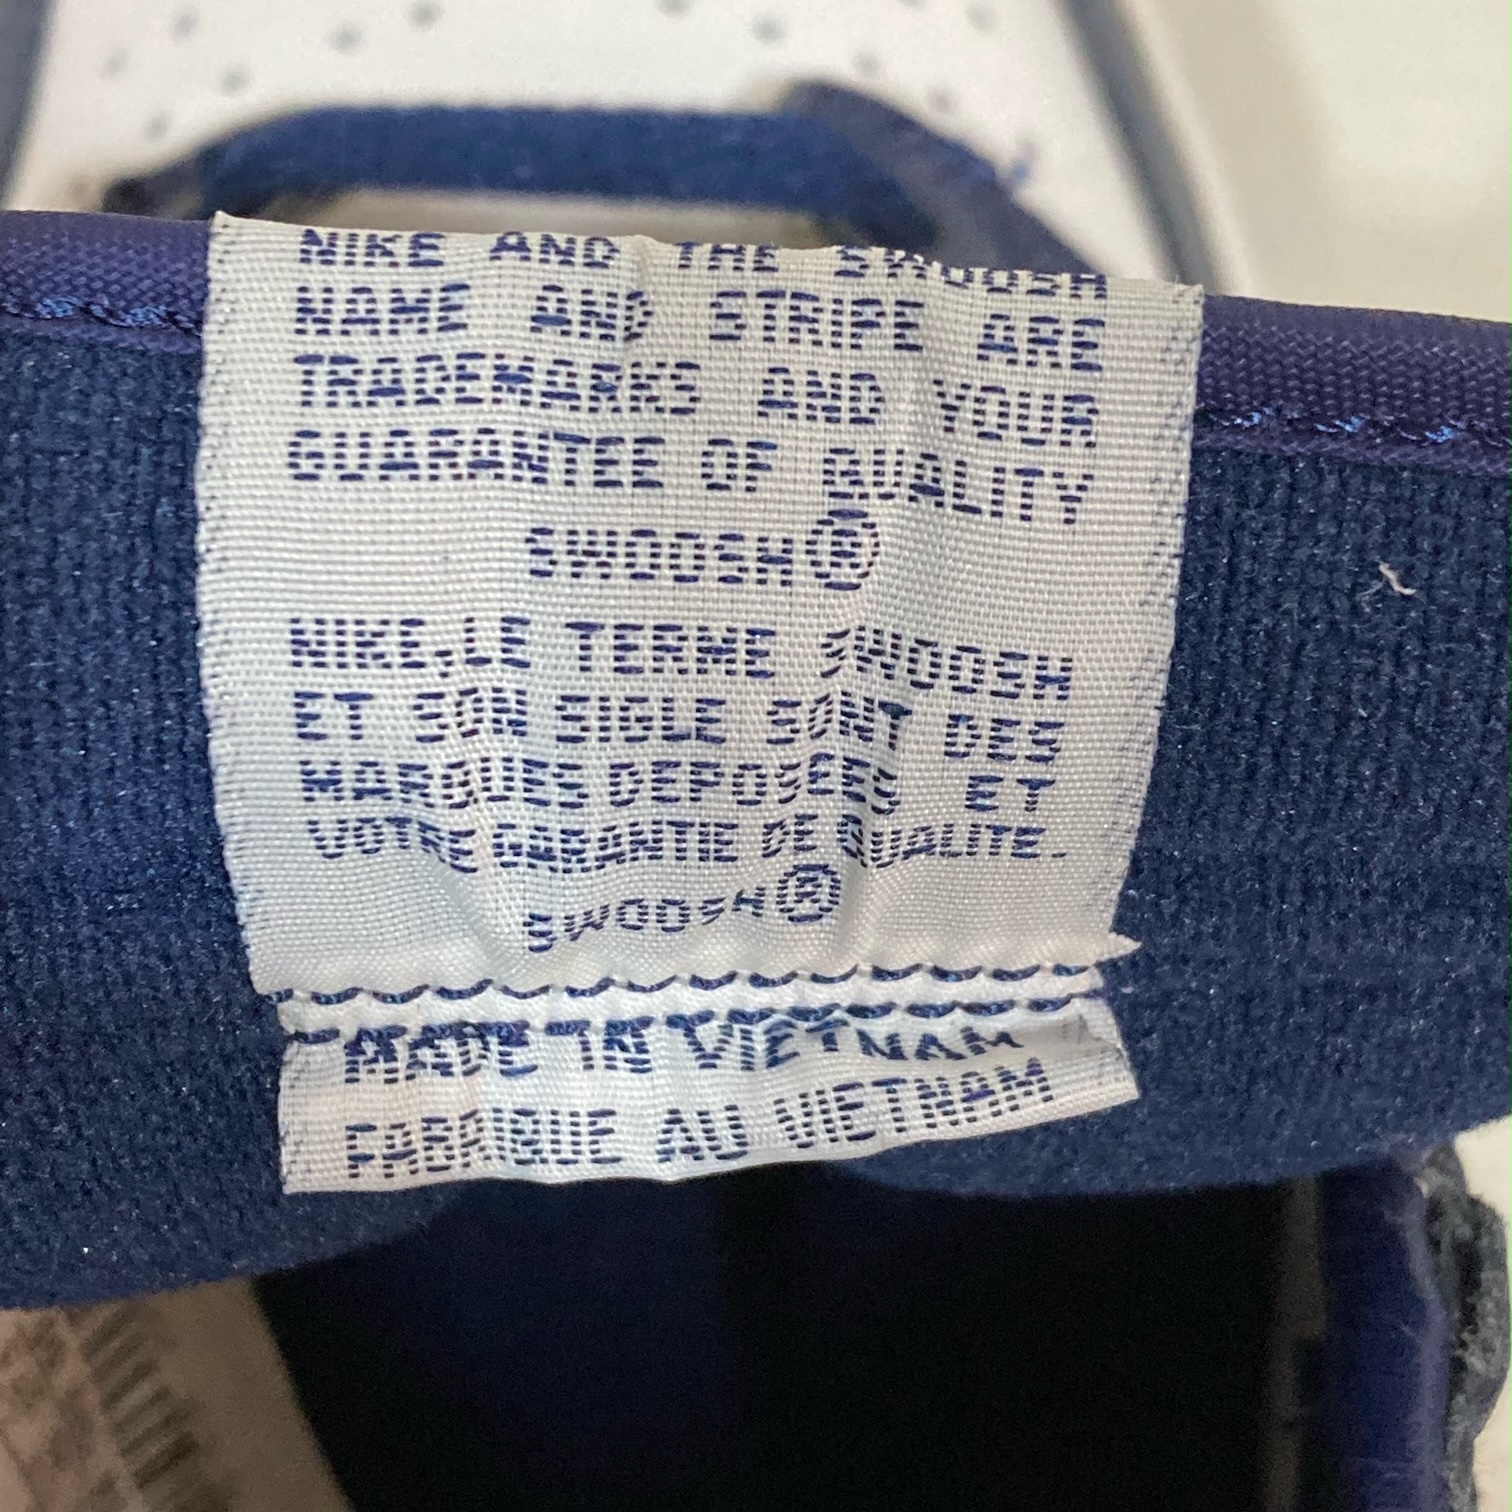 NIKE AND THE SWOOSH
NAME AND STRIPE ARE
TRADEMARKS AND YOUR
GUARANTEE OF QUALITY
SWOOSH®
NIKE,LE TERME SWOOSH
ET SON SIGLE SONT DES
MARQUES DEPOSEES ET
VOTRE GARANTIE DE QUALITE.
SWOOSH®
MADE IN VIETNAM
FABRIQUE AU VIETNAM